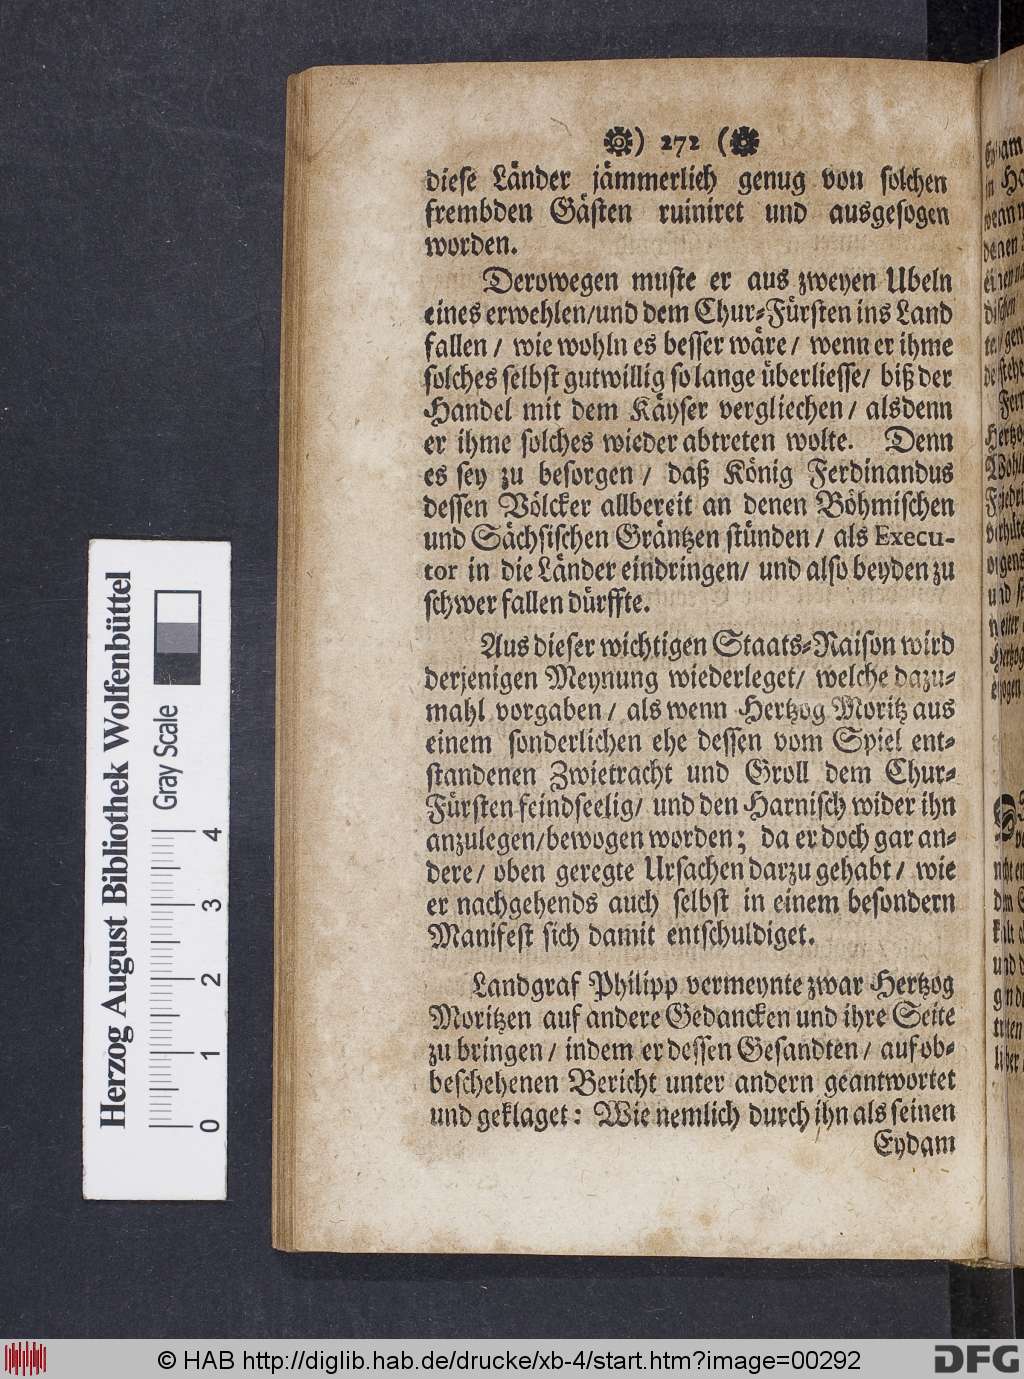 ) 272 (
diese Länder jämmerlich genug von solchen
frembden Gästen ruiniret und ausgesogen
worden.
Derowegen muste er aus zweyen Ubeln
eines erwehlen/und dem Chur-Fürsten ins Land
fallen / wie wohln es besser wäre / wenn er ihme
solches selbst gutwillig so lange überliesse/ biß der
Handel mit dem Käyser vergliechen / alsdenn
er ihme solches wieder abtreten wolte. Denn
es sey zu besorgen / daß König Ferdinandus
dessen Völcker allbereit an denen Böhmischen
und Sächsischen Gräntzen stünden / als Execu-
tor in die Länder eindringen/ und also beyden zu
schwer fallen dürffte.
Aus dieser wichtigen Staats-Raison wird
derjenigen Meynung wiederleget/ welche dazu-
mahl vorgaben / als wenn Hertzog Moritz aus
einem sonderlichen ehe dessen vom Spiel ent-
standenen Zwietracht und Groll dem Chur-
Fürsten feindseelig/ und den Harnisch wider ihn
anzulegen/bewogen worden; da er doch gar an-
dere / oben geregte Ursachen darzu gehabt / wie
er nachgehends auch selbst in einem besondern
Manifest sich damit entschuldiget.
Landgraf Philipp vermeynte zwar Hertzog
Moritzen auf andere Gedancken und ihre Seite
zu bringen / indem er dessen Gesandten / auf ob-
beschehenen Bericht unter andern geantwortet
und geklaget: Wie nemlich durch ihn als seinen
Eydam
Herzog August Bibliothek Wolfenbüttel
Gray Scale
0 1 2 3 4
© HAB http://diglib.hab.de/drucke/xb-4/start.htm?image=00292
DFG